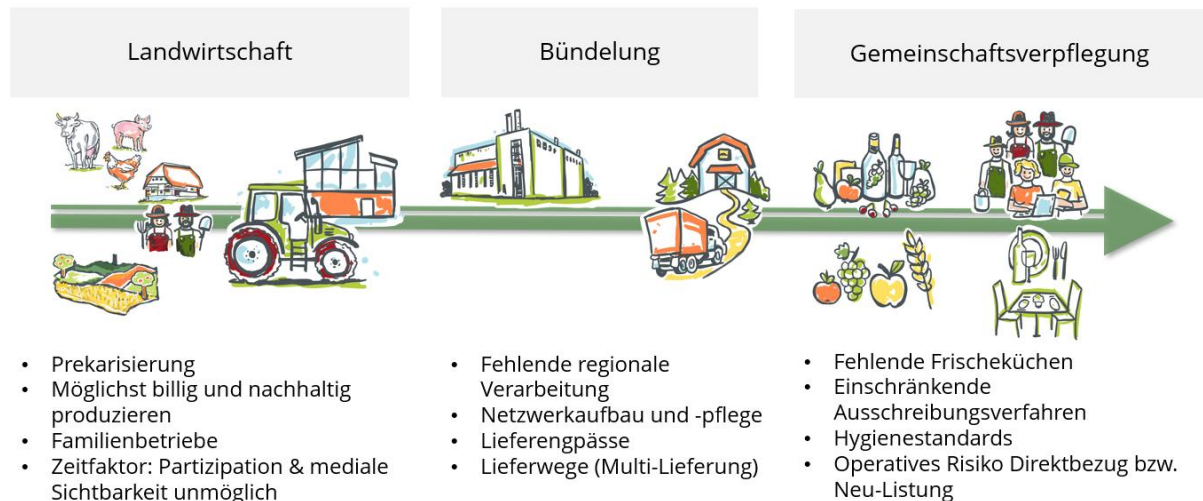 Landwirtschaft
Bündelung
Gemeinschaftsverpflegung
• Prekarisierung
• Möglichst billig und nachhaltig
produzieren
• Familienbetriebe
• Zeitfaktor: Partizipation & mediale
Sichtbarkeit unmöglich
• Fehlende regionale
Verarbeitung
• Netzwerkaufbau und -pflege
• Lieferengpässe
• Lieferwege (Multi-Lieferung)
• Fehlende Frischeküchen
• Einschränkende
Ausschreibungsverfahren
• Hygienestandards
• Operatives Risiko Direktbezug bzw.
Neu-Listung